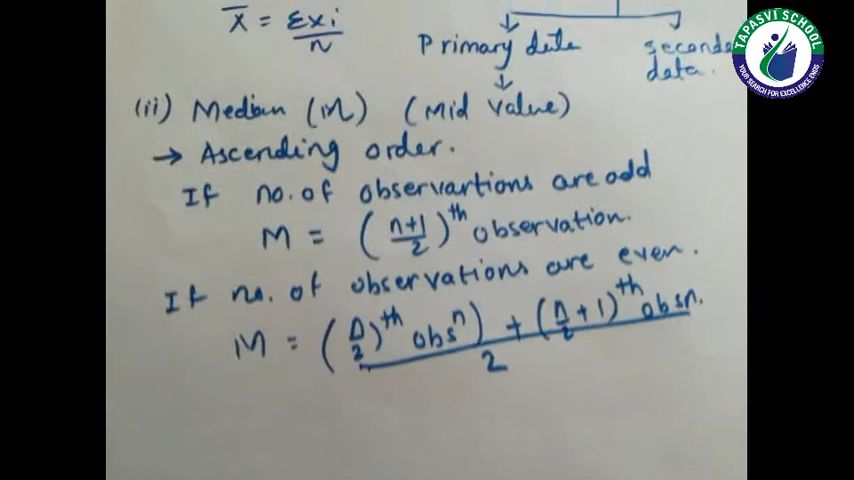 x̄ = Σxi/n
Primary data
seconda
data.
(ii) Median (M) (Mid value)
→ Ascending order.
If no. of observartions are odd
M = (n+1/2)th observation.
If no. of observations are even.
M = (n/2)th obsn) + (n/2 + 1)th obsn.
2
TAPASVI SCHOOL
YOUR SEARCH FOR EXCELLENCE ENDS